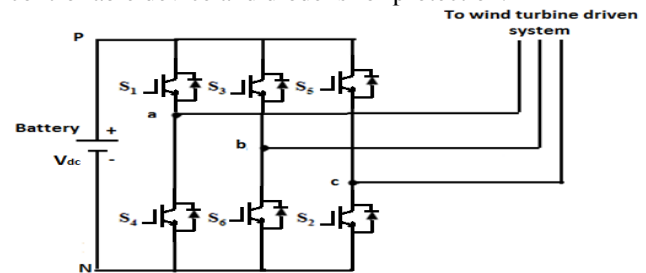 To wind turbine driven
system
P
S1
S3
S5
a
Battery
+
b
Vdc
-
c
S4
S6
S2
N